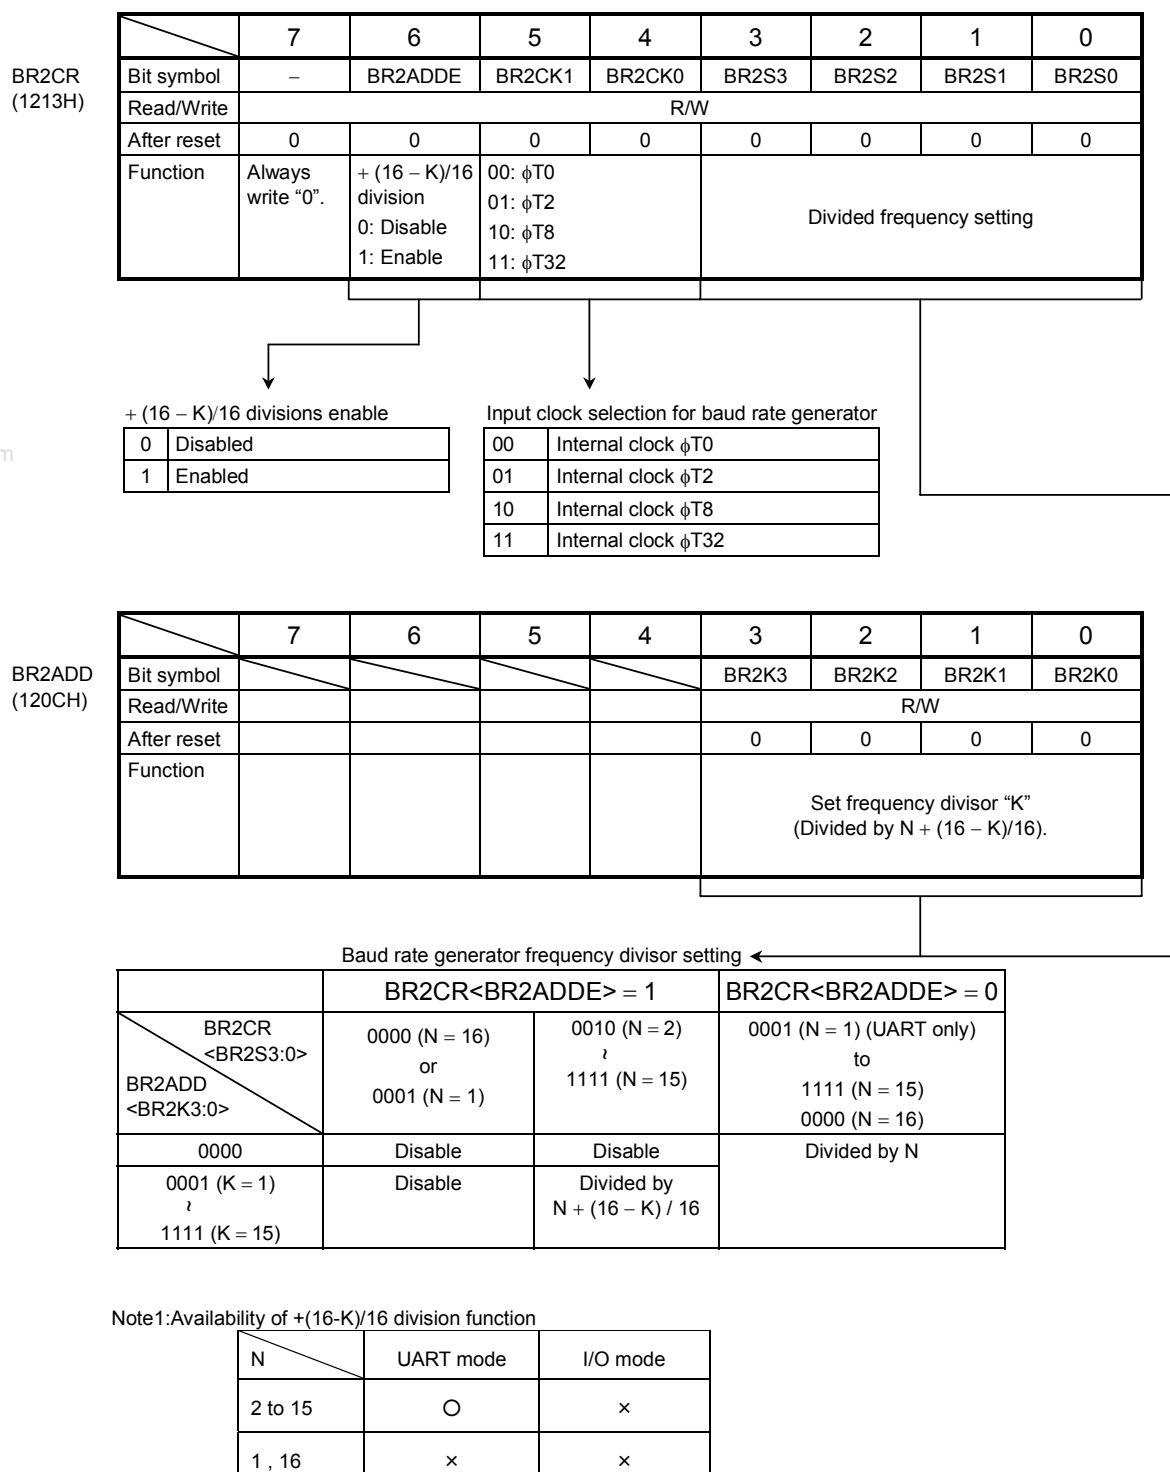 7 6 5 4 3 2 1 0
BR2CR
(1213H)
Bit symbol − BR2ADDE BR2CK1 BR2CK0 BR2S3 BR2S2 BR2S1 BR2S0
Read/Write R/W
After reset 0 0 0 0 0 0 0 0
Function
Always
write “0”.
+ (16 − K)/16
division
0: Disable
1: Enable
00: ϕT0
01: ϕT2
10: ϕT8
11: ϕT32
Divided frequency setting
+ (16 − K)/16 divisions enable
0 Disabled
1 Enabled
Input clock selection for baud rate generator
00 Internal clock ϕT0
01 Internal clock ϕT2
10 Internal clock ϕT8
11 Internal clock ϕT32
7 6 5 4 3 2 1 0
BR2ADD
(120CH)
Bit symbol BR2K3 BR2K2 BR2K1 BR2K0
Read/Write R/W
After reset 0 0 0 0
Function
Set frequency divisor “K”
(Divided by N + (16 − K)/16).
Baud rate generator frequency divisor setting
BR2CR<BR2ADDE> = 1 BR2CR<BR2ADDE> = 0
BR2CR
<BR2S3:0>
BR2ADD
<BR2K3:0>
0000 (N = 16)
or
0001 (N = 1)
0010 (N = 2)
~
1111 (N = 15)
0001 (N = 1) (UART only)
to
1111 (N = 15)
0000 (N = 16)
0000 Disable Disable Divided by N
0001 (K = 1)
~
1111 (K = 15)
Disable
Divided by
N + (16 − K) / 16
Note1:Availability of +(16-K)/16 division function
N UART mode I/O mode
2 to 15 ○ ×
1 , 16 × ×